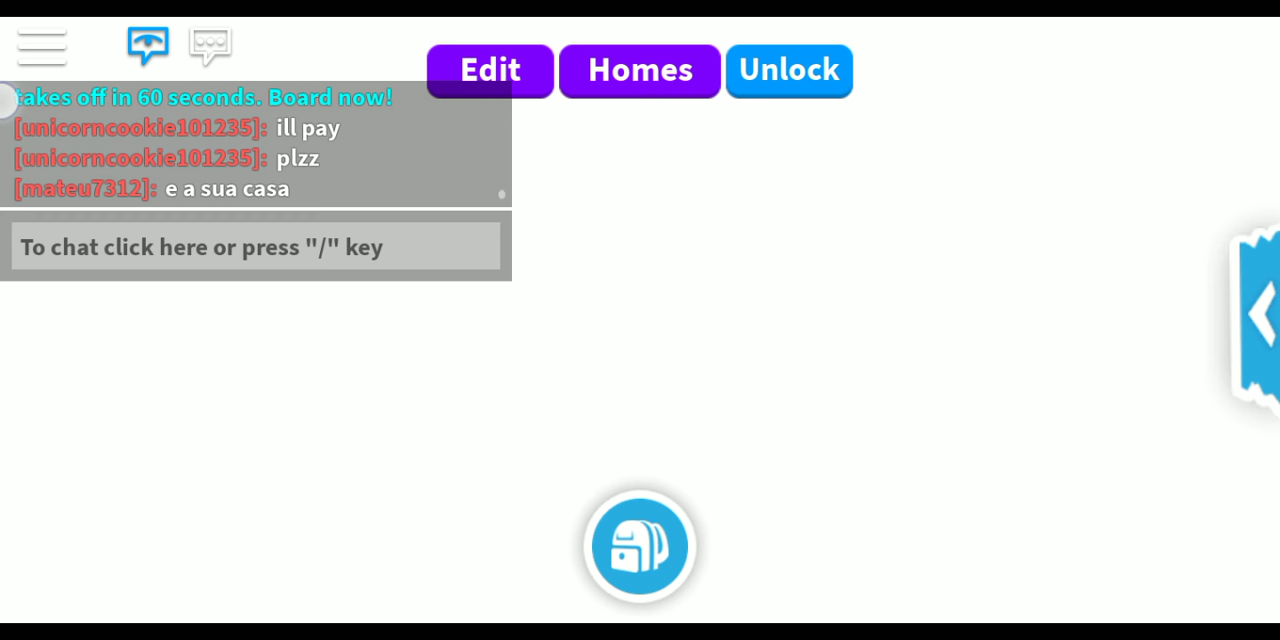 Edit
Homes
Unlock
takes off in 60 seconds. Board now!
[unicorncookie101235]: ill pay
[unicorncookie101235]: plzz
[mateu7312]: e a sua casa
To chat click here or press "/" key